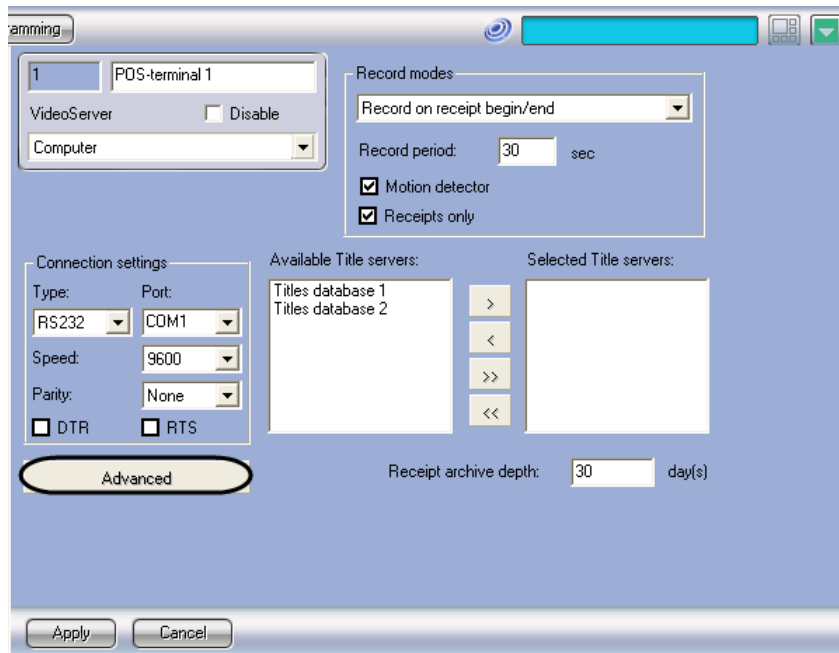 ramming
1 POS-terminal 1
VideoServer Disable
Computer
Record modes
Record on receipt begin/end
Record period: 30 sec
Motion detector
Receipts only
Connection settings
Type: Port:
RS232 COM1
Speed: 9600
Parity: None
DTR RTS
Advanced
Available Title servers:
Titles database 1
Titles database 2
>
<
>>
<<
Selected Title servers:
Receipt archive depth: 30 day(s)
Apply Cancel